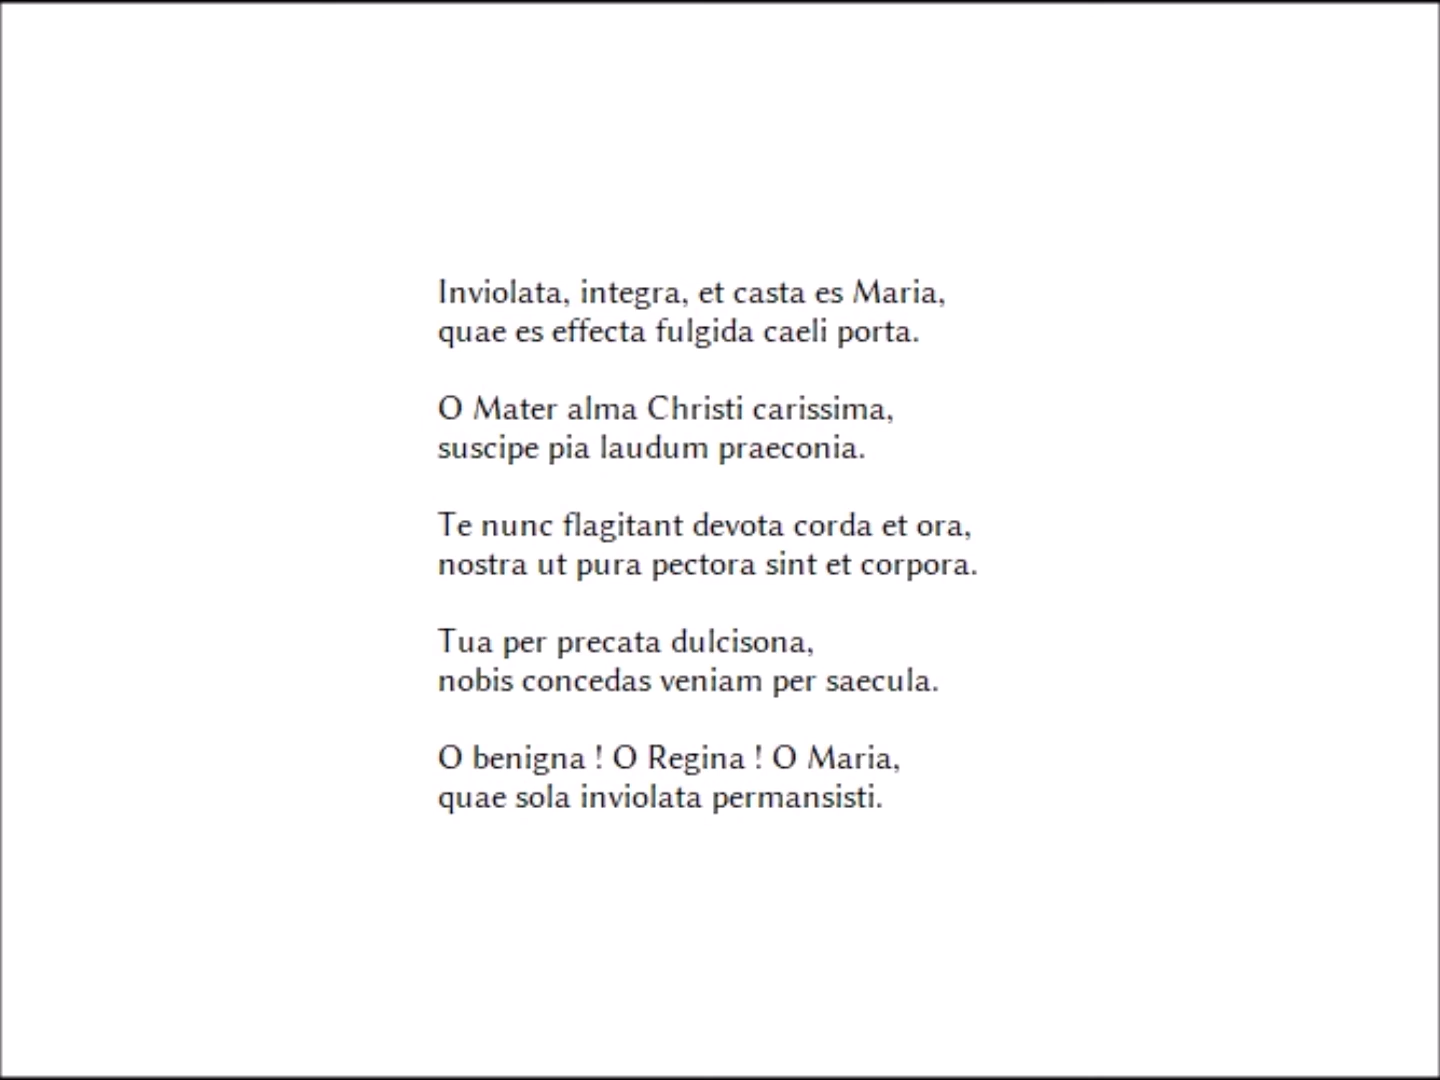 Inviolata, integra, et casta es Maria,
quae es effecta fulgida caeli porta.
O Mater alma Christi carissima,
suscipe pia laudum praeconia.
Te nunc flagitant devota corda et ora,
nostra ut pura pectora sint et corpora.
Tua per precata dulcisona,
nobis concedas veniam per saecula.
O benigna ! O Regina ! O Maria,
quae sola inviolata permansisti.